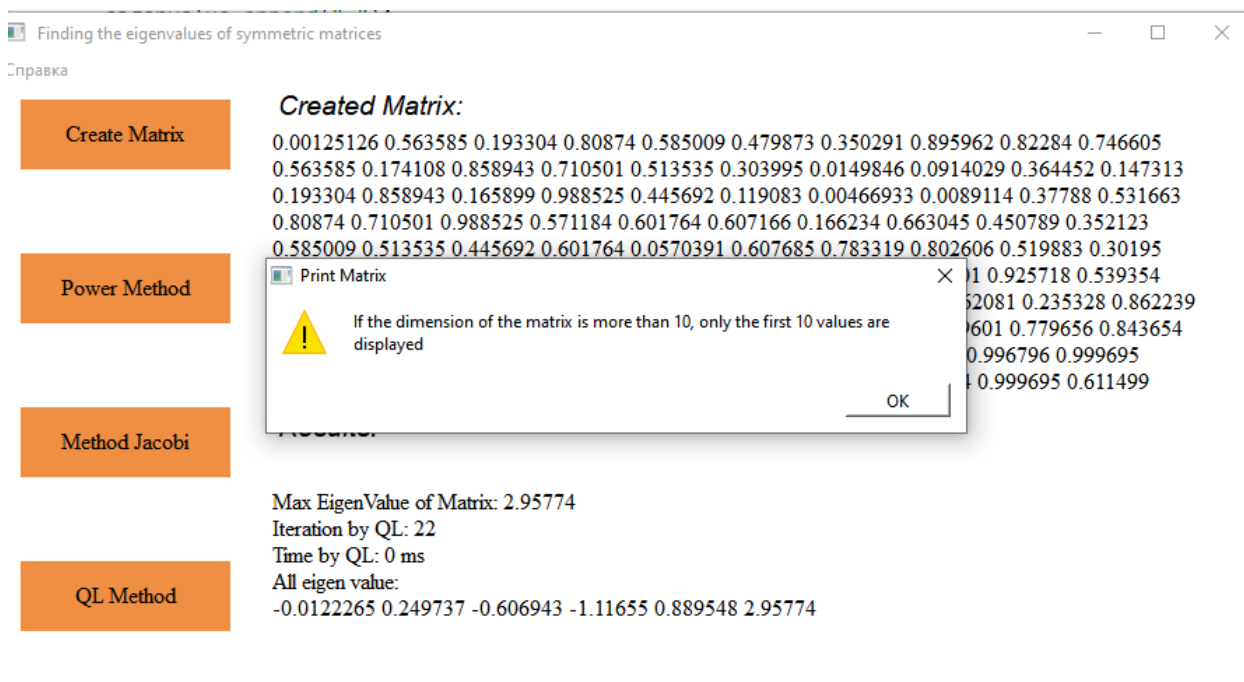 Finding the eigenvalues of symmetric matrices
Справка
Create Matrix
Power Method
Method Jacobi
QL Method
Created Matrix:
0.00125126 0.563585 0.193304 0.80874 0.585009 0.479873 0.350291 0.895962 0.82284 0.746605
0.563585 0.174108 0.858943 0.710501 0.513535 0.303995 0.0149846 0.0914029 0.364452 0.147313
0.193304 0.858943 0.165899 0.988525 0.445692 0.119083 0.00466933 0.0089114 0.37788 0.531663
0.80874 0.710501 0.988525 0.571184 0.601764 0.607166 0.166234 0.663045 0.450789 0.352123
0.585009 0.513535 0.445692 0.601764 0.0570391 0.607685 0.783319 0.802606 0.519883 0.30195
0.925718 0.539354
0.235328 0.862239
0.779656 0.843654
0.996796 0.999695
0.999695 0.611499
Print Matrix
If the dimension of the matrix is more than 10, only the first 10 values are
displayed
OK
Results:
Max EigenValue of Matrix: 2.95774
Iteration by QL: 22
Time by QL: 0 ms
All eigen value:
-0.0122265 0.249737 -0.606943 -1.11655 0.889548 2.95774